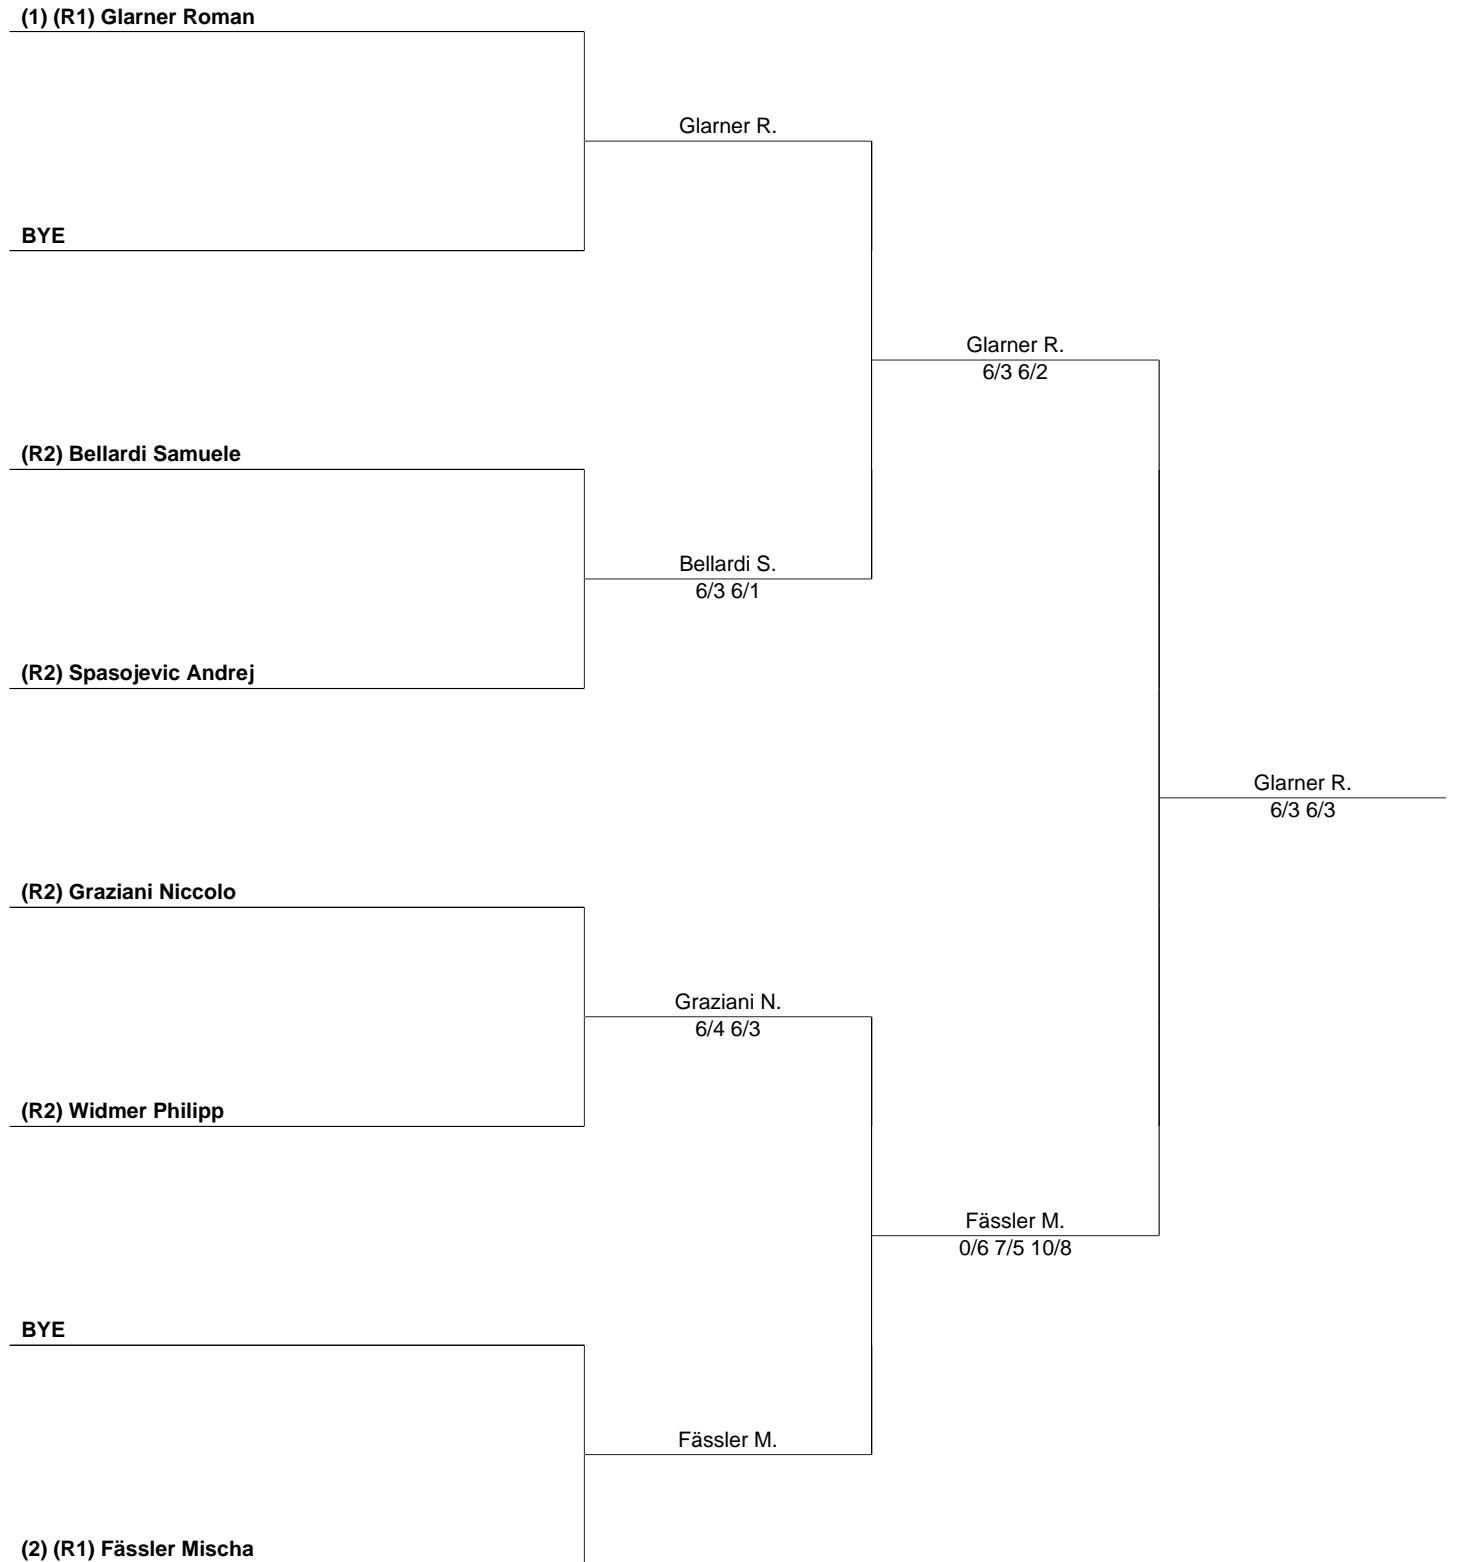 (1) (R1) Glarner Roman
Glarner R.
BYE
Glarner R.
6/3 6/2
(R2) Bellardi Samuele
Bellardi S.
6/3 6/1
(R2) Spasojevic Andrej
Glarner R.
6/3 6/3
(R2) Graziani Niccolo
Graziani N.
6/4 6/3
(R2) Widmer Philipp
Fässler M.
0/6 7/5 10/8
BYE
Fässler M.
(2) (R1) Fässler Mischa